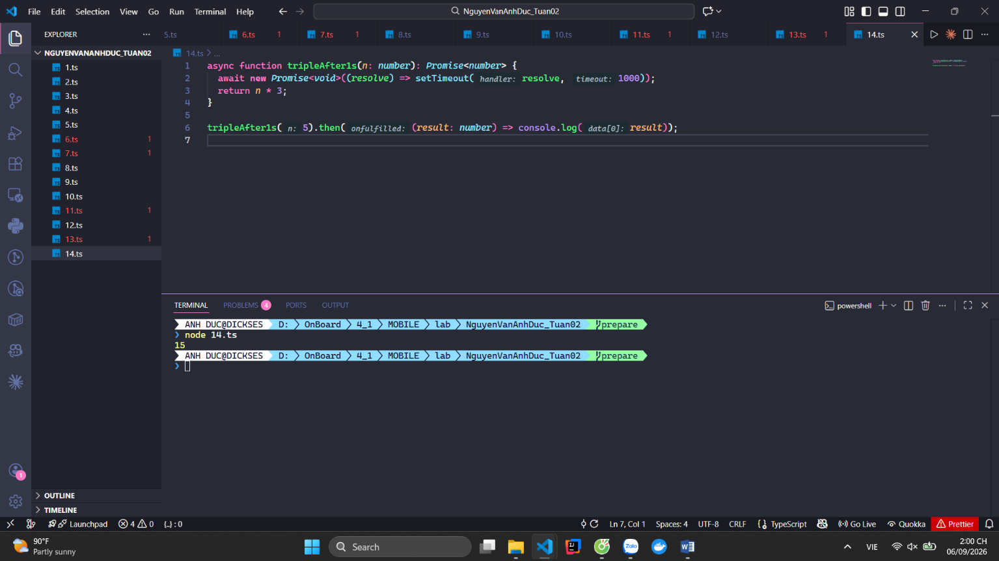 File Edit Selection View Go Run Terminal Help NguyenVanAnhDuc_Tuan02
EXPLORER ... 5.ts 6.ts 1 7.ts 1 8.ts 9.ts 10.ts 11.ts 1 12.ts 13.ts 1 14.ts
NGUYENVANANHDUC_TUAN02
1.ts
2.ts
3.ts
4.ts
5.ts
6.ts 1
7.ts 1
8.ts
9.ts
10.ts
11.ts 1
12.ts
13.ts 1
14.ts
OUTLINE
TIMELINE
14.ts > ...
1 async function tripleAfter1s(n: number): Promise<number> {
2 await new Promise<void>((resolve) => setTimeout( handler: resolve, timeout: 1000));
3 return n * 3;
4 }
5
6 tripleAfter1s( n: 5).then( onfulfilled: (result: number) => console.log( data[0]: result));
7
TERMINAL PROBLEMS 4 PORTS OUTPUT powershell
ANH DUC@DICKSES D: OnBoard 4_1 MOBILE lab NguyenVanAnhDuc_Tuan02 prepare
❯ node 14.ts
15
ANH DUC@DICKSES D: OnBoard 4_1 MOBILE lab NguyenVanAnhDuc_Tuan02 prepare
❯
1
Launchpad 4 0 {..} : 0 Ln 7, Col 1 Spaces: 4 UTF-8 CRLF TypeScript Go Live Quokka Prettier
90°F
Partly sunny
Search
Zalo
VIE
2:00 CH
06/09/2026